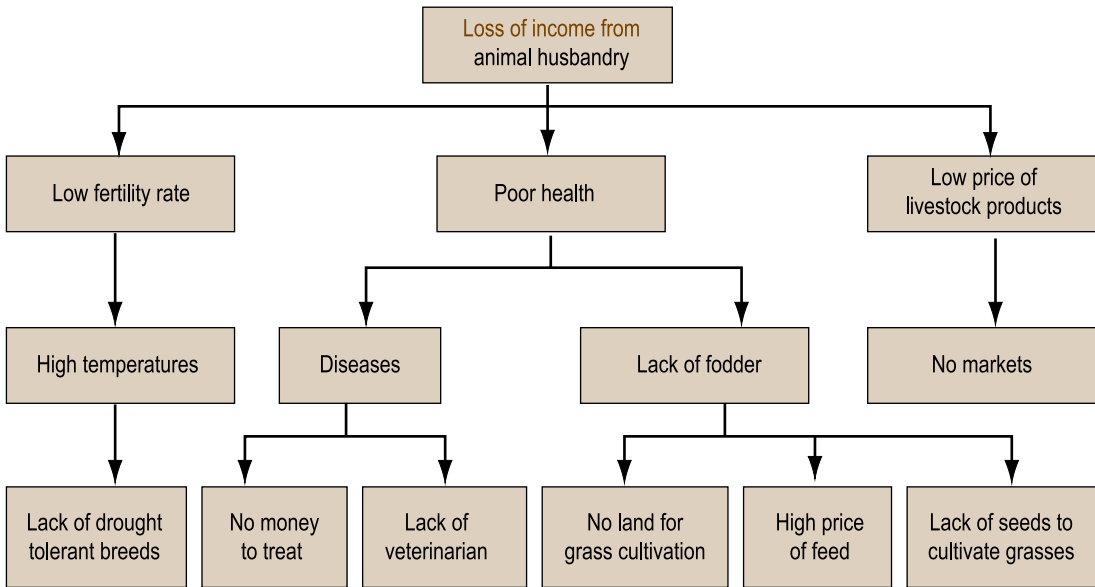 Loss of income from
animal husbandry
Low fertility rate
Poor health
Low price of
livestock products
High temperatures
Diseases
Lack of fodder
No markets
Lack of drought
tolerant breeds
No money
to treat
Lack of
veterinarian
No land for
grass cultivation
High price
of feed
Lack of seeds to
cultivate grasses